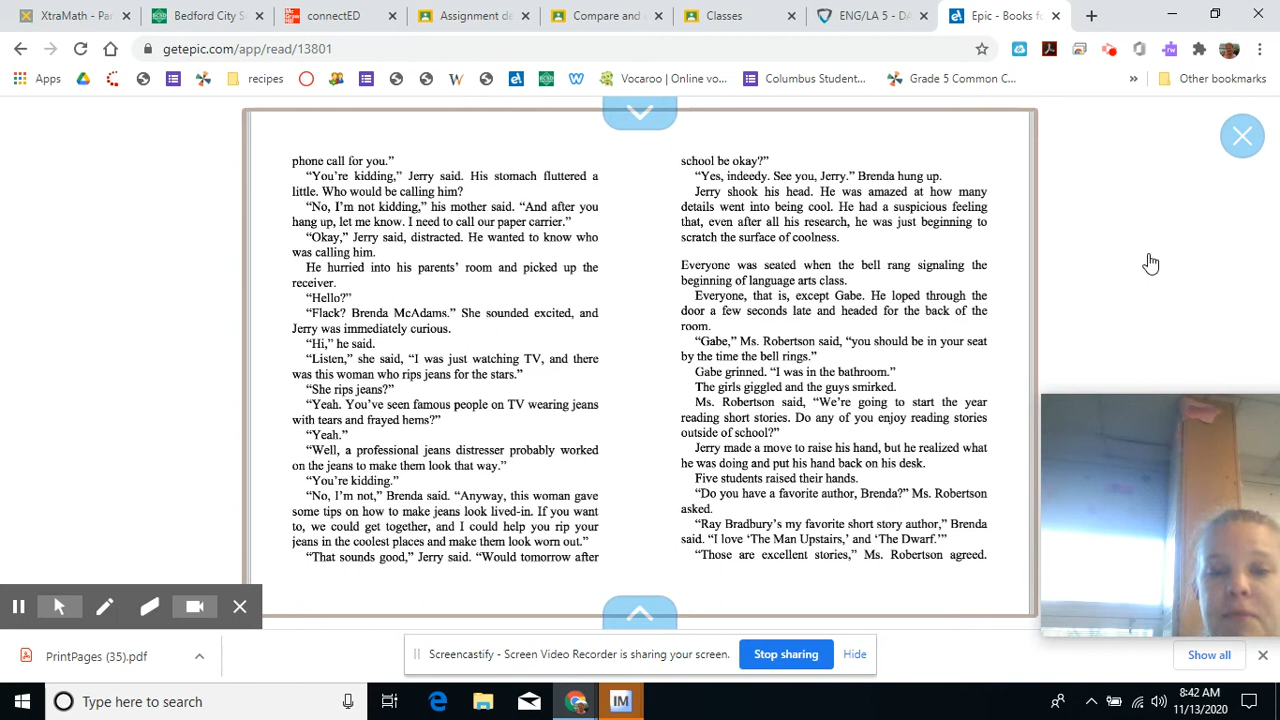 XtraMath - Pa
Bedford City S
connectED
Assignment de
Compare and
Classes
ENG/LA 5 - DA
Epic - Books fo
getepic.com/app/read/13801
Apps
recipes
Vocaroo | Online vo...
Columbus Student...
Grade 5 Common C...
Other bookmarks
phone call for you.”
“You’re kidding,” Jerry said. His stomach fluttered a
little. Who would be calling him?
“No, I’m not kidding,” his mother said. “And after you
hang up, let me know. I need to call our paper carrier.”
“Okay,” Jerry said, distracted. He wanted to know who
was calling him.
He hurried into his parents’ room and picked up the
receiver.
“Hello?”
“Flack? Brenda McAdams.” She sounded excited, and
Jerry was immediately curious.
“Hi,” he said.
“Listen,” she said, “I was just watching TV, and there
was this woman who rips jeans for the stars.”
“She rips jeans?”
“Yeah. You’ve seen famous people on TV wearing jeans
with tears and frayed hems?”
“Yeah.”
“Well, a professional jeans distresser probably worked
on the jeans to make them look that way.”
“You’re kidding.”
“No, I’m not,” Brenda said. “Anyway, this woman gave
some tips on how to make jeans look lived-in. If you want
to, we could get together, and I could help you rip your
jeans in the coolest places and make them look worn out.”
“That sounds good,” Jerry said. “Would tomorrow after
school be okay?”
“Yes, indeedy. See you, Jerry.” Brenda hung up.
Jerry shook his head. He was amazed at how many
details went into being cool. He had a suspicious feeling
that, even after all his research, he was just beginning to
scratch the surface of coolness.
Everyone was seated when the bell rang signaling the
beginning of language arts class.
Everyone, that is, except Gabe. He loped through the
door a few seconds late and headed for the back of the
room.
“Gabe,” Ms. Robertson said, “you should be in your seat
by the time the bell rings.”
Gabe grinned. “I was in the bathroom.”
The girls giggled and the guys smirked.
Ms. Robertson said, “We’re going to start the year
reading short stories. Do any of you enjoy reading stories
outside of school?”
Jerry made a move to raise his hand, but he realized what
he was doing and put his hand back on his desk.
Five students raised their hands.
“Do you have a favorite author, Brenda?” Ms. Robertson
asked.
“Ray Bradbury’s my favorite short story author,” Brenda
said. “I love ‘The Man Upstairs,’ and ‘The Dwarf.’”
“Those are excellent stories,” Ms. Robertson agreed.
PrintPages (35).pdf
Screencastify - Screen Video Recorder is sharing your screen.
Stop sharing
Hide
Show all
Type here to search
IM
8:42 AM
11/13/2020